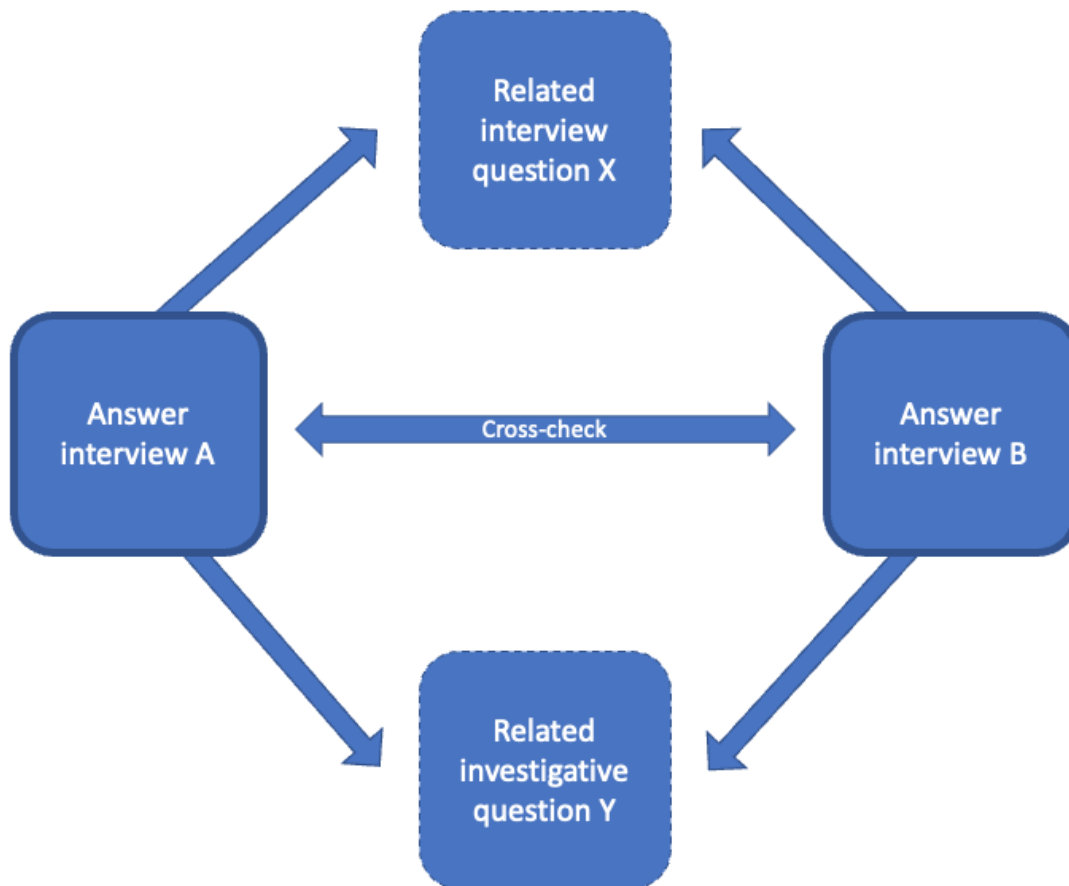 Related
interview
question X
Answer
interview A
Cross-check
Answer
interview B
Related
investigative
question Y